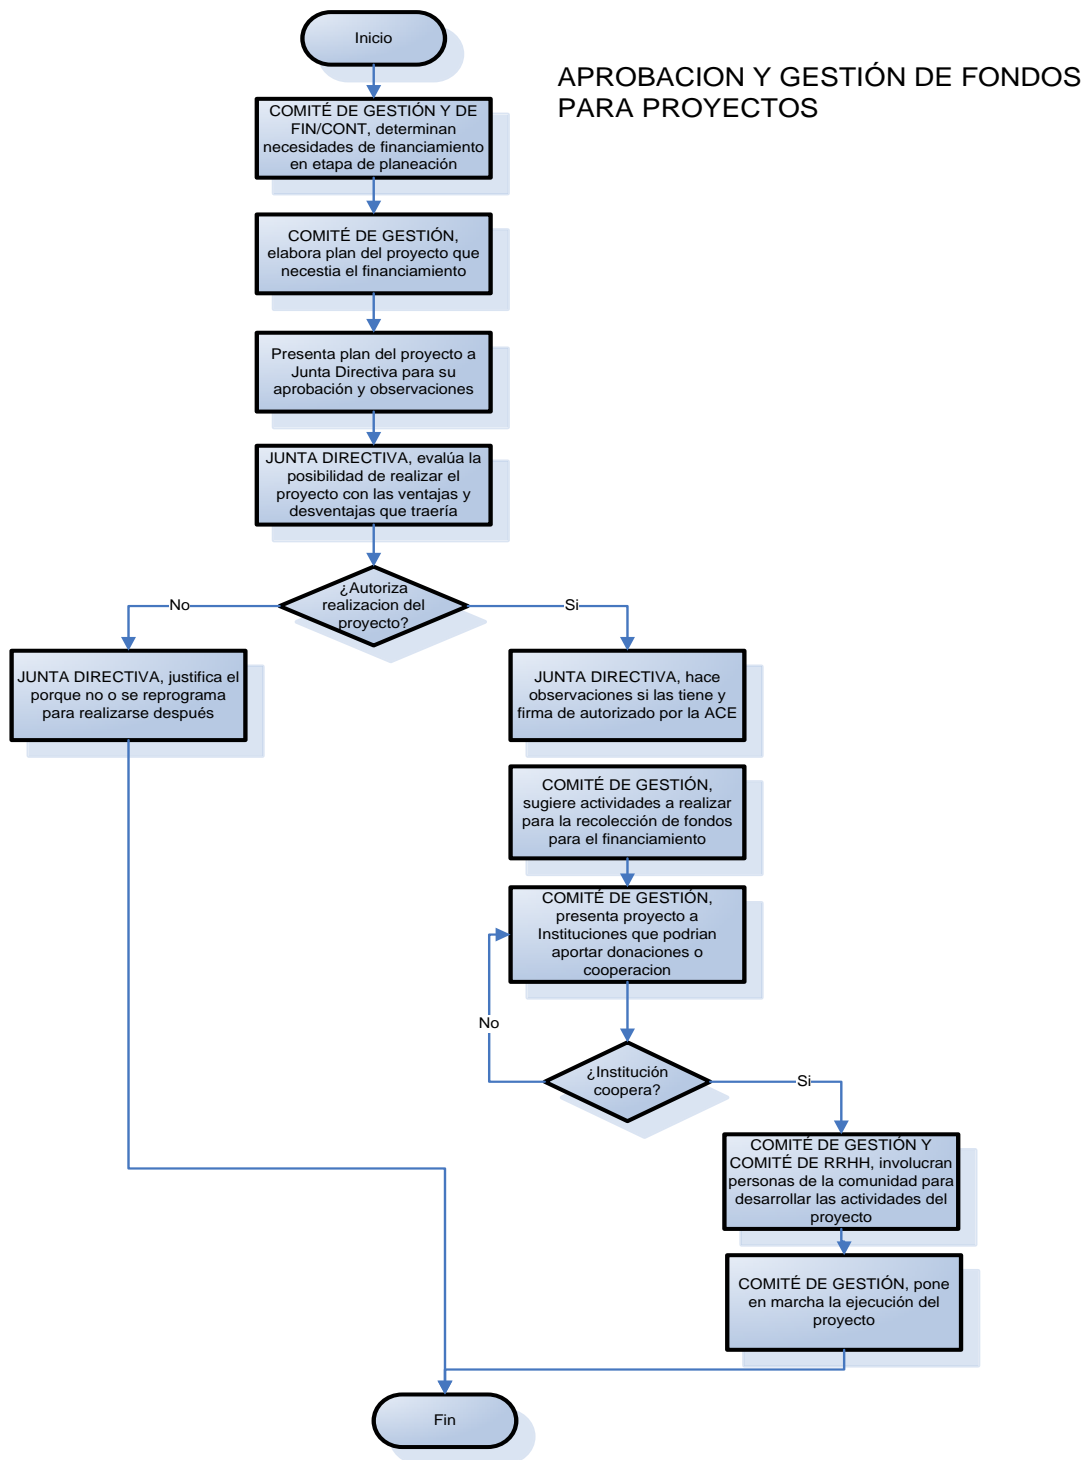 Inicio
APROBACION Y GESTIÓN DE FONDOS
PARA PROYECTOS
COMITÉ DE GESTIÓN Y DE
FIN/CONT, determinan
necesidades de financiamiento
en etapa de planeación
COMITÉ DE GESTIÓN,
elabora plan del proyecto que
necestia el financiamiento
Presenta plan del proyecto a
Junta Directiva para su
aprobación y observaciones
JUNTA DIRECTIVA, evalúa la
posibilidad de realizar el
proyecto con las ventajas y
desventajas que traería
¿Autoriza
realizacion del
proyecto?
No
Si
JUNTA DIRECTIVA, justifica el
porque no o se reprograma
para realizarse después
JUNTA DIRECTIVA, hace
observaciones si las tiene y
firma de autorizado por la ACE
COMITÉ DE GESTIÓN,
sugiere actividades a realizar
para la recolección de fondos
para el financiamiento
COMITÉ DE GESTIÓN,
presenta proyecto a
Instituciones que podrian
aportar donaciones o
cooperacion
No
¿Institución
coopera?
Si
COMITÉ DE GESTIÓN Y
COMITÉ DE RRHH, involucran
personas de la comunidad para
desarrollar las actividades del
proyecto
COMITÉ DE GESTIÓN, pone
en marcha la ejecución del
proyecto
Fin